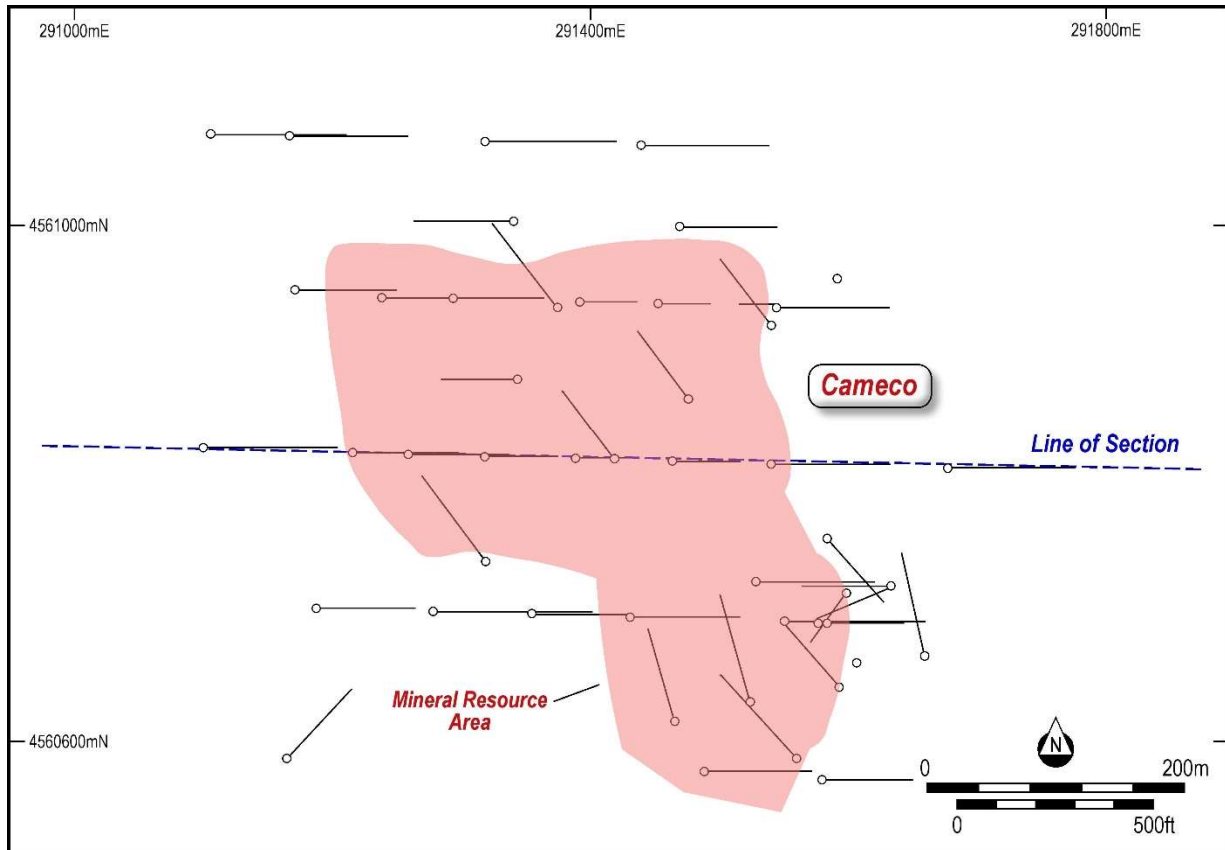 291000mE
291400mE
291800mE
4561000mN
Cameco
Line of Section
Mineral Resource
Area
4560600mN
N
0
200m
0
500ft